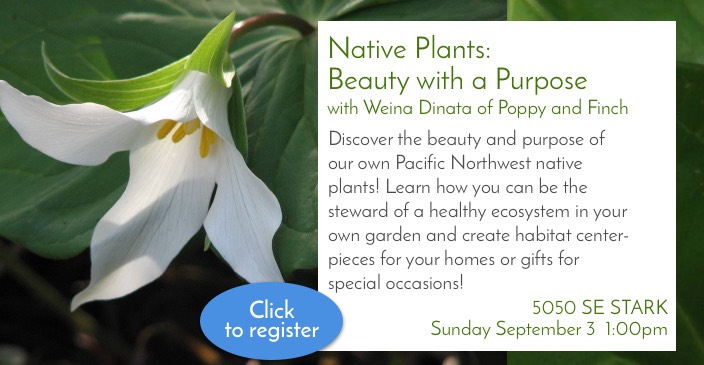 Native Plants:
Beauty with a Purpose
with Weina Dinata of Poppy and Finch
Discover the beauty and purpose of
our own Pacific Northwest native
plants! Learn how you can be the
steward of a healthy ecosystem in your
own garden and create habitat center-
pieces for your homes or gifts for
special occasions!
5050 SE STARK
Sunday September 3 1:00pm
Click
to register